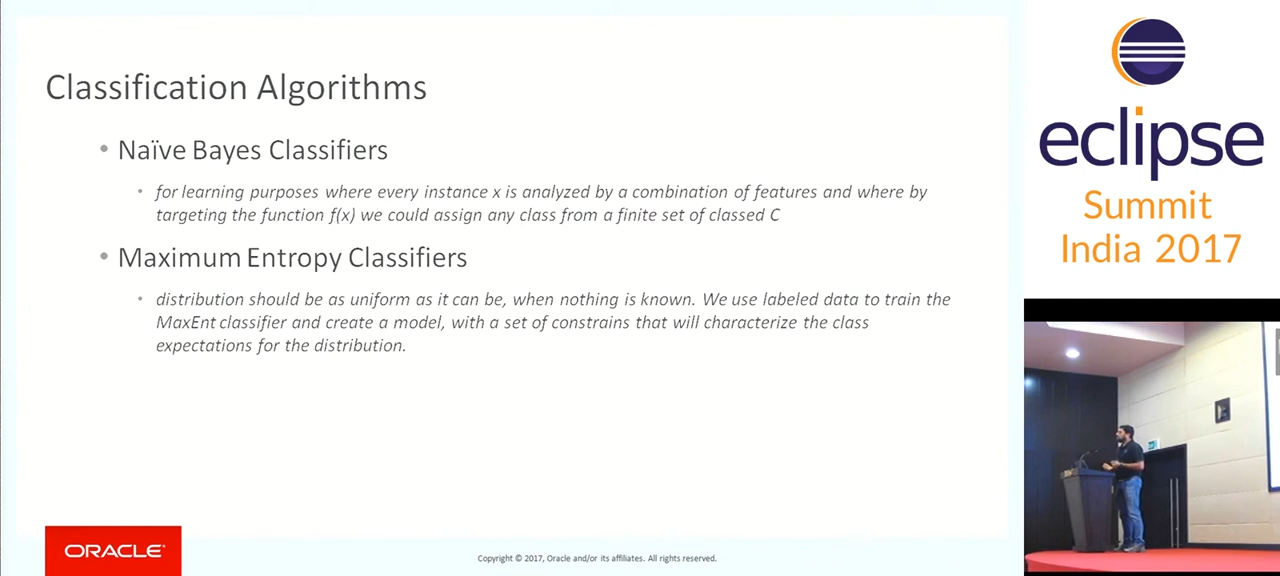 Classification Algorithms
• Naïve Bayes Classifiers
• for learning purposes where every instance x is analyzed by a combination of features and where by
targeting the function f(x) we could assign any class from a finite set of classed C
• Maximum Entropy Classifiers
• distribution should be as uniform as it can be, when nothing is known. We use labeled data to train the
MaxEnt classifier and create a model, with a set of constrains that will characterize the class
expectations for the distribution.
ORACLE®
Copyright © 2017, Oracle and/or its affiliates. All rights reserved.
eclipse
Summit
India 2017